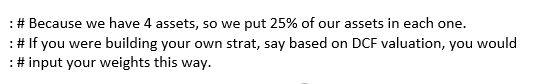 : # Because we have 4 assets, so we put 25% of our assets in each one.
: # If you were building your own strat, say based on DCF valuation, you would
: # input your weights this way.